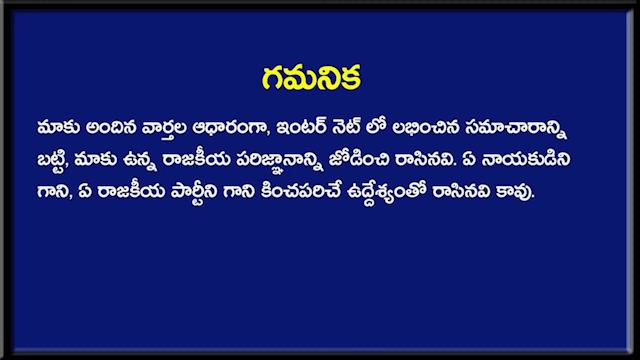 గమనిక
మాకు అందిన వార్తల ఆధారంగా, ఇంటర్ నెట్ లో లభించిన సమాచారాన్ని
బట్టి, మాకు ఉన్న రాజకీయ పరిజ్ఞానాన్ని జోడించి రాసినవి. ఏ నాయకుడిని
గాని, ఏ రాజకీయ పార్టీని గాని కించపరిచే ఉద్దేశ్యంతో రాసినవి కావు.